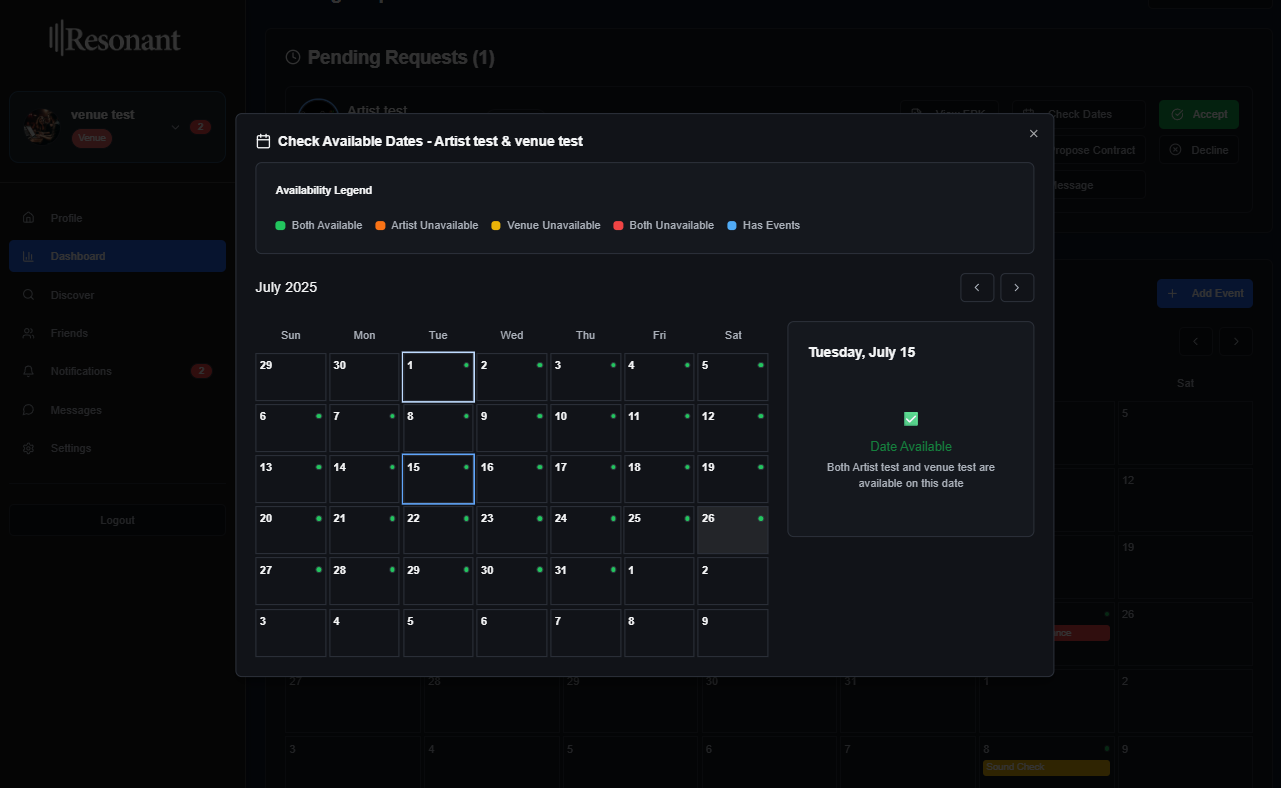 Resonant
venue test
Venue
2
Profile
Dashboard
Discover
Friends
Notifications
2
Messages
Settings
Logout
Pending Requests (1)
Artist test
View EPK
Check Dates
Accept
Propose Contract
Decline
Message
Check Available Dates - Artist test & venue test
Availability Legend
Both Available
Artist Unavailable
Venue Unavailable
Both Unavailable
Has Events
July 2025
Sun Mon Tue Wed Thu Fri Sat
29 30 1 2 3 4 5
6 7 8 9 10 11 12
13 14 15 16 17 18 19
20 21 22 23 24 25 26
27 28 29 30 31 1 2
3 4 5 6 7 8 9
Tuesday, July 15
Date Available
Both Artist test and venue test are
available on this date
Add Event
Sat
5
12
19
26
27 28 29 30 31 1 2
3 4 5 6 7 8 9
Sound Check